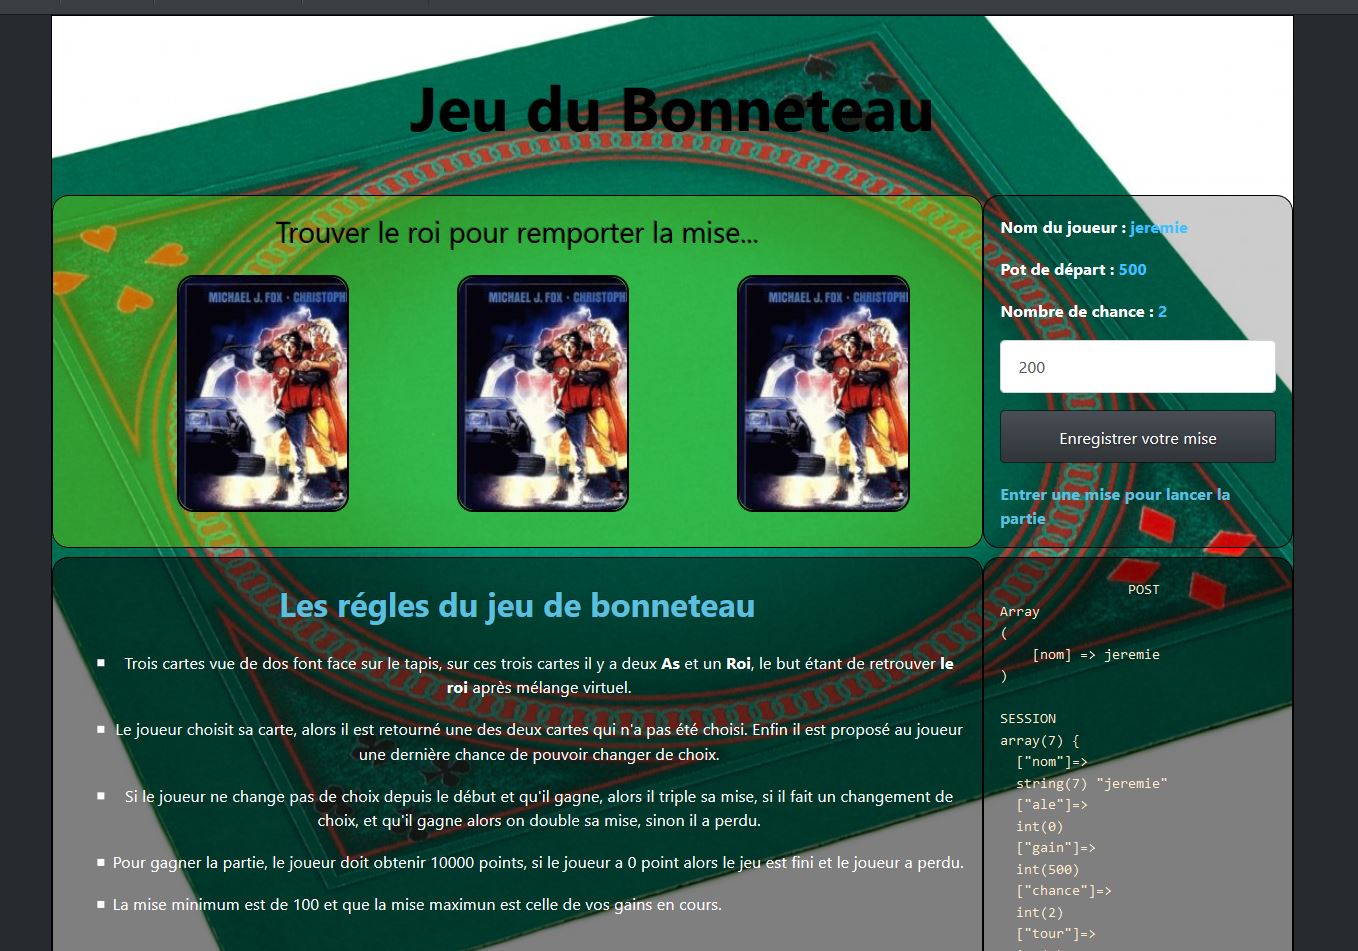 Jeu du Bonneteau
Trouver le roi pour remporter la mise...
MICHAEL J. FOX · CHRISTOPH
MICHAEL J. FOX · CHRISTOPH
MICHAEL J. FOX · CHRISTOPH
Nom du joueur : jeremie
Pot de départ : 500
Nombre de chance : 2
200
Enregistrer votre mise
Entrer une mise pour lancer la
partie
Les régles du jeu de bonneteau
Trois cartes vue de dos font face sur le tapis, sur ces trois cartes il y a deux As et un Roi, le but étant de retrouver le
roi après mélange virtuel.
Le joueur choisit sa carte, alors il est retourné une des deux cartes qui n'a pas été choisi. Enfin il est proposé au joueur
une dernière chance de pouvoir changer de choix.
Si le joueur ne change pas de choix depuis le début et qu'il gagne, alors il triple sa mise, si il fait un changement de
choix, et qu'il gagne alors on double sa mise, sinon il a perdu.
Pour gagner la partie, le joueur doit obtenir 10000 points, si le joueur a 0 point alors le jeu est fini et le joueur a perdu.
La mise minimum est de 100 et que la mise maximun est celle de vos gains en cours.
POST
Array
(
[nom] => jeremie
)
SESSION
array(7) {
["nom"]=>
string(7) "jeremie"
["ale"]=>
int(0)
["gain"]=>
int(500)
["chance"]=>
int(2)
["tour"]=>